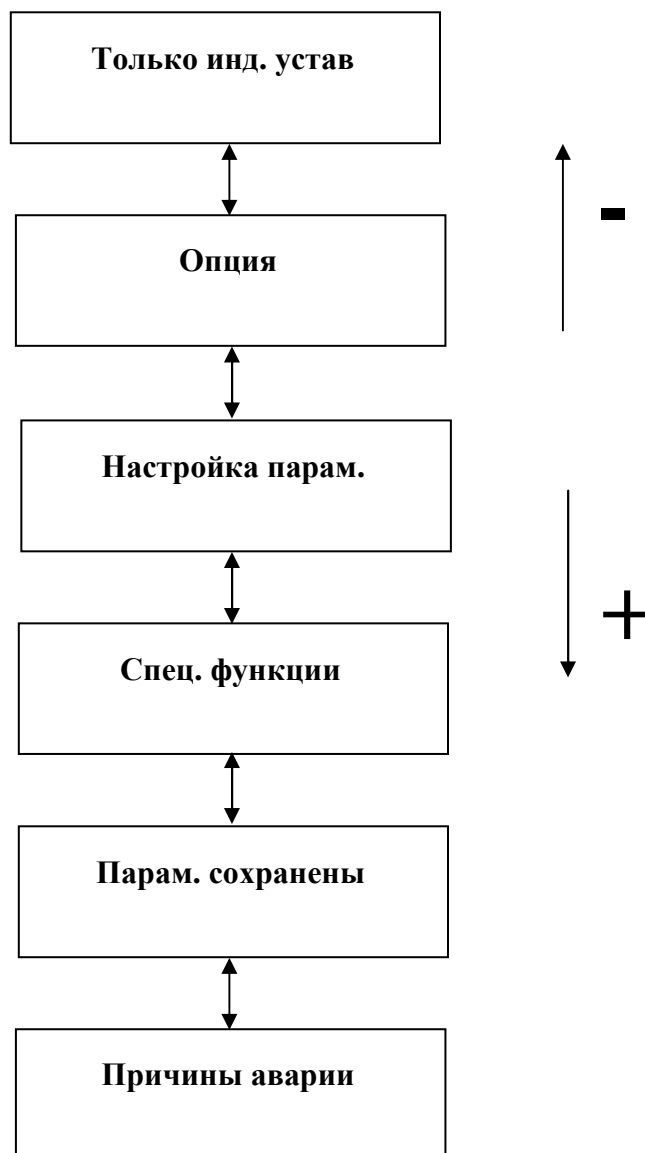 Только инд. устав
-
Опция
Настройка парам.
+
Спец. функции
Парам. сохранены
Причины аварии